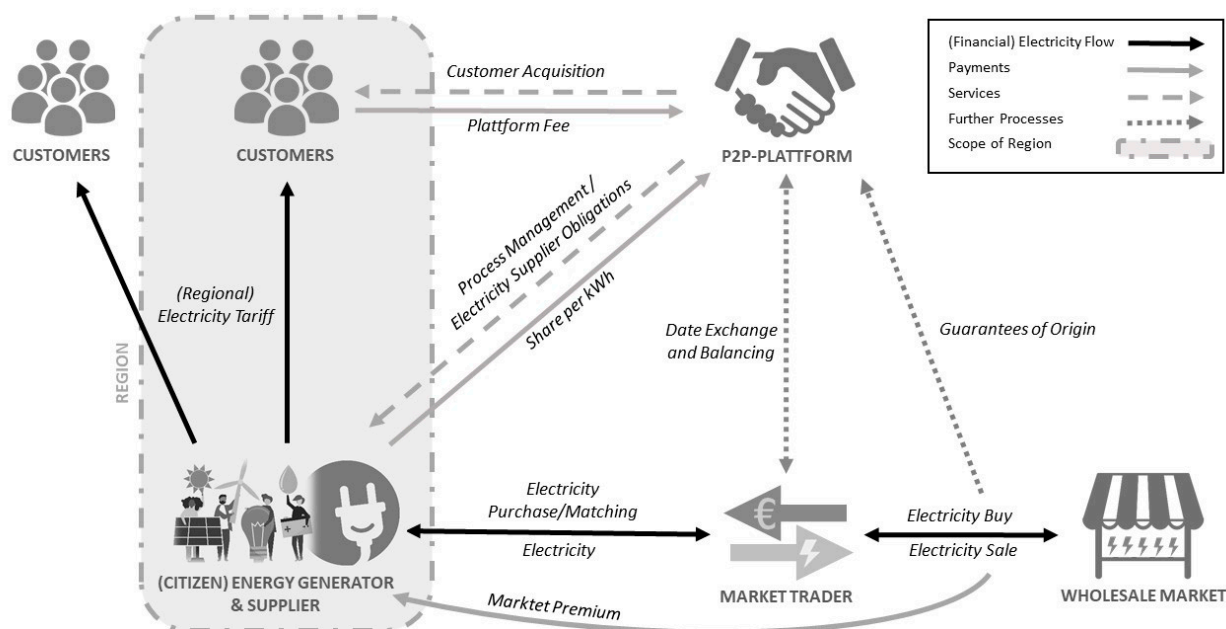 (Financial) Electricity Flow
Payments
Services
Further Processes
Scope of Region
Customer Acquisition
Plattform Fee
CUSTOMERS
CUSTOMERS
P2P-PLATTFORM
Process Management /
Electricity Supplier Obligations
Share per kWh
(Regional)
Electricity Tariff
REGION
Date Exchange
and Balancing
Guarantees of Origin
Electricity
Purchase/Matching
Electricity
€
Electricity Buy
Electricity Sale
(CITIZEN) ENERGY GENERATOR
& SUPPLIER
MARKET TRADER
WHOLESALE MARKET
Marktet Premium